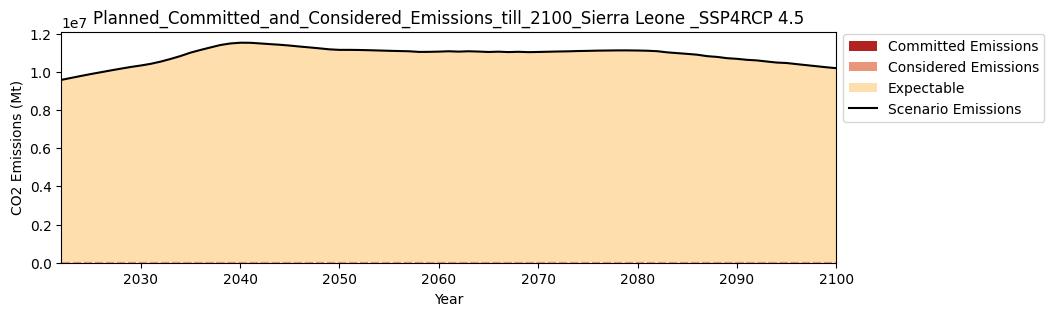 Planned_Committed_and_Considered_Emissions_till_2100_Sierra Leone _SSP4RCP 4.5
1e7
1.2
1.0
0.8
0.6
0.4
0.2
0.0
CO2 Emissions (Mt)
2030 2040 2050 2060 2070 2080 2090 2100
Year
Committed Emissions
Considered Emissions
Expectable
Scenario Emissions